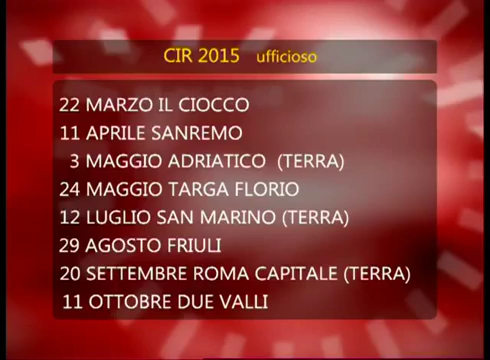 CIR 2015 ufficioso
22 MARZO IL CIOCCO
11 APRILE SANREMO
3 MAGGIO ADRIATICO (TERRA)
24 MAGGIO TARGA FLORIO
12 LUGLIO SAN MARINO (TERRA)
29 AGOSTO FRIULI
20 SETTEMBRE ROMA CAPITALE (TERRA)
11 OTTOBRE DUE VALLI